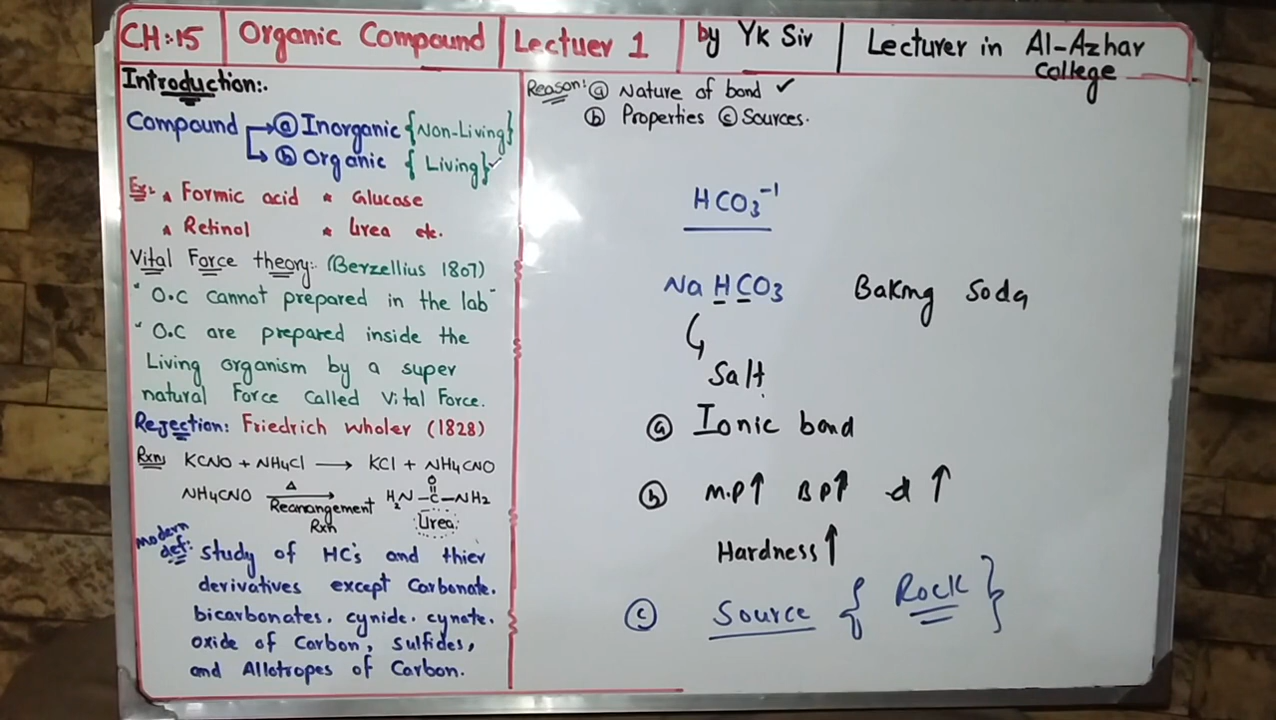 CH:15 Organic Compound Lectuer 1 by Yk Sir Lecturer in Al-Azhar
College
Introduction:.
Compound → ⓐ Inorganic {Non-Living}
→ ⓑ Organic { Living}
Ex: * Formic acid * Glucose
* Retinol * Urea etc.
Vital Force theory: (Berzellius 1807)
" O.C cannot prepared in the lab "
" O.C are prepared inside the
Living organism by a super
natural Force called Vital Force.
Rejection: Friedrich Wholer (1828)
Rxn: KCNO + NH4Cl → KCl + NH4CNO
NH4CNO △ → Rearrangement Rxn H2N-C-NH2
O
Urea
modern def: study of HC's and thier
derivatives except Carbonate.
bicarbonates. cynide. cynate.
oxide of Carbon, sulfides,
and Allotropes of Carbon.
Reason: ⓐ Nature of bond ✓
ⓑ Properties ⓒ Sources.
HCO3⁻¹
NaHCO3 Baking Soda
Salt
ⓐ Ionic bond
ⓑ M.P↑ BP↑ d↑
Hardness↑
ⓒ Source { Rock }